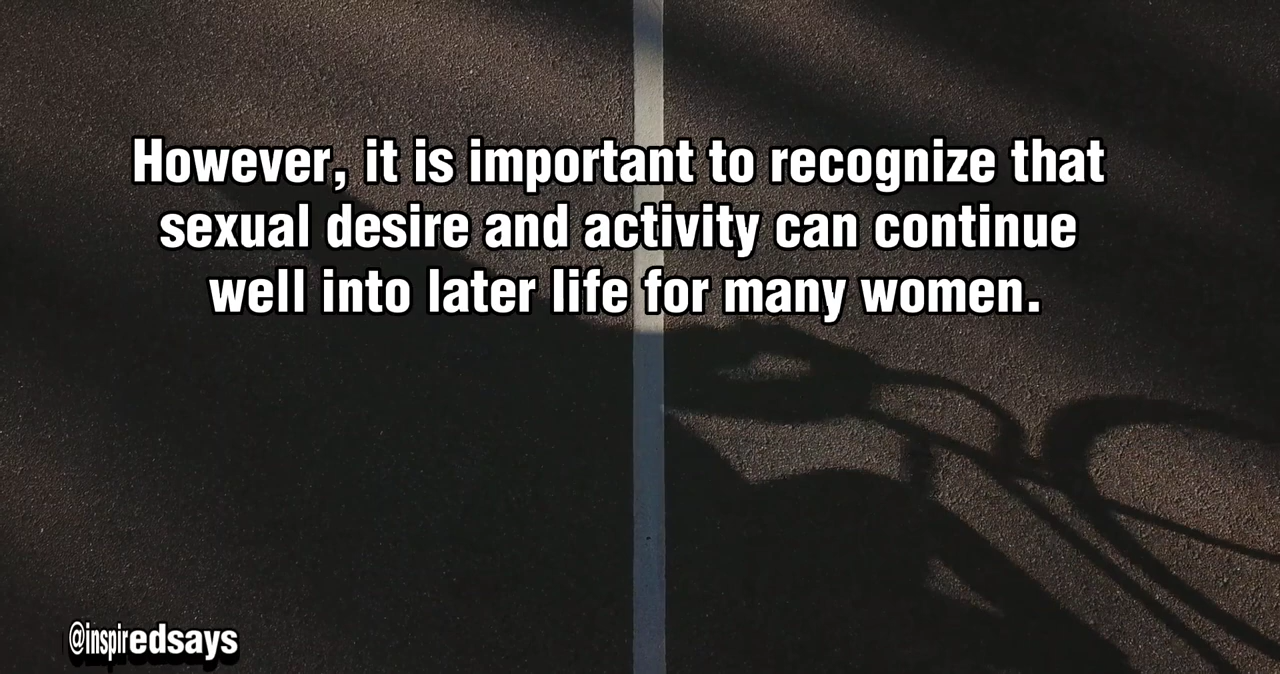 However, it is important to recognize that
sexual desire and activity can continue
well into later life for many women.
@inspiredsays